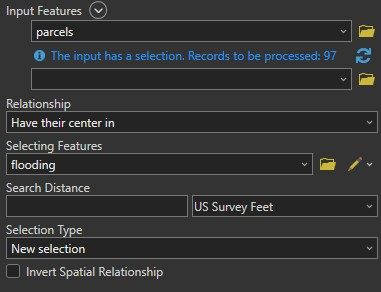 Input Features
parcels
The input has a selection. Records to be processed: 97
Relationship
Have their center in
Selecting Features
flooding
Search Distance
US Survey Feet
Selection Type
New selection
Invert Spatial Relationship